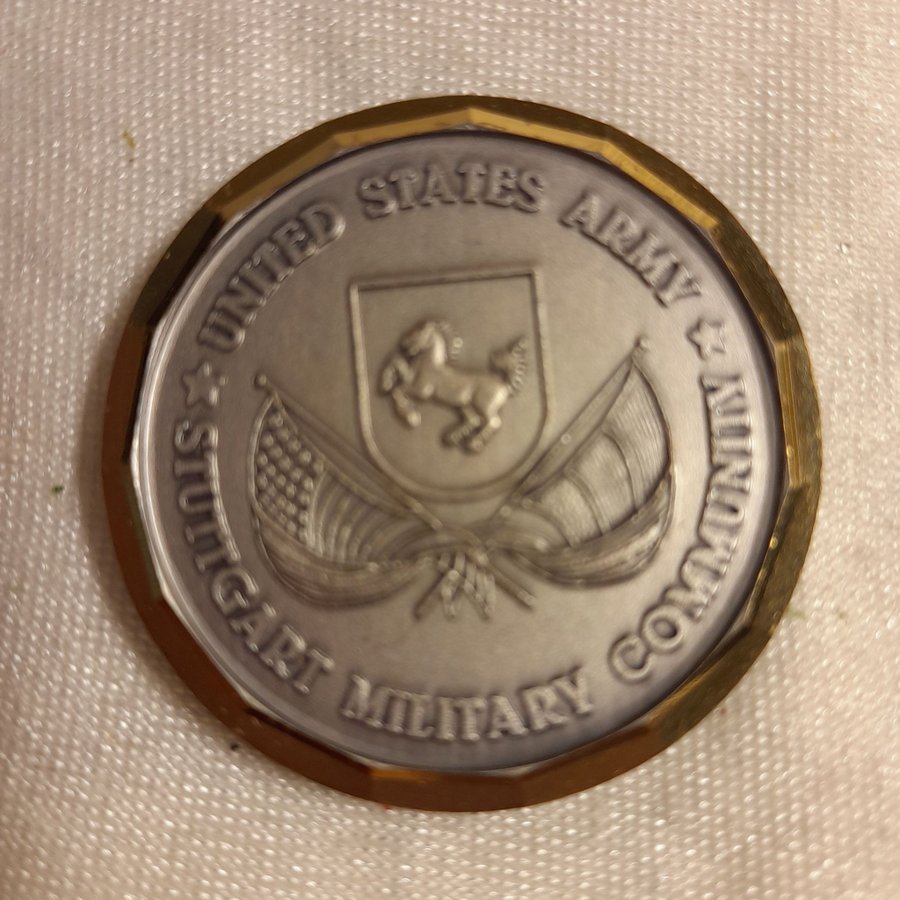 UNITED STATES ARMY
STUTTGART MILITARY COMMUNITY